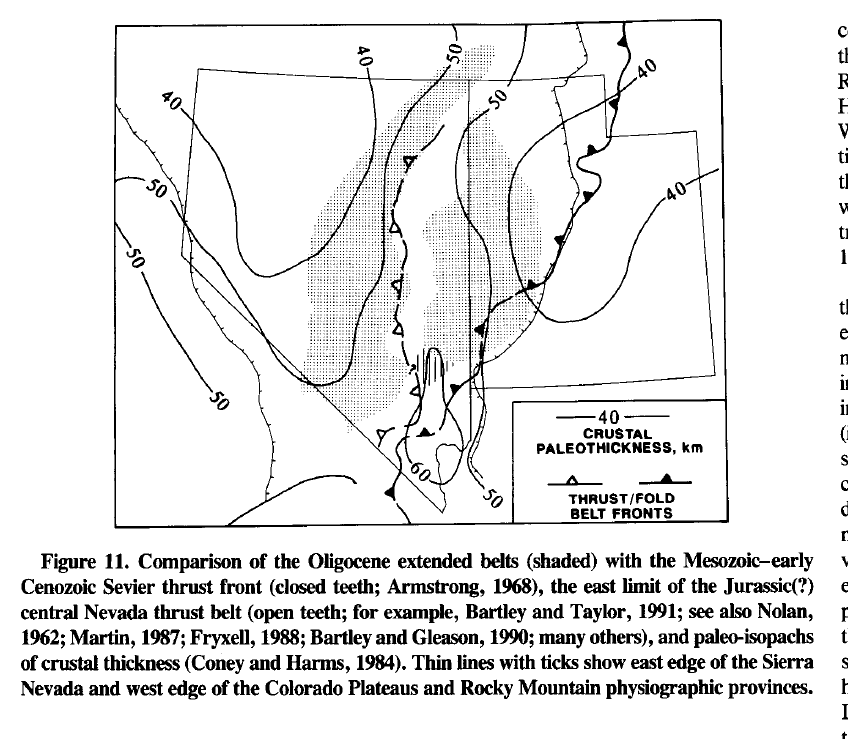 40
50
40
50
40
50
40
50
50
?
60
50
40
CRUSTAL
PALEOTHICKNESS, km
THRUST/FOLD
BELT FRONTS
Figure 11. Comparison of the Oligocene extended belts (shaded) with the Mesozoic–early
Cenozoic Sevier thrust front (closed teeth; Armstrong, 1968), the east limit of the Jurassic(?)
central Nevada thrust belt (open teeth; for example, Bartley and Taylor, 1991; see also Nolan,
1962; Martin, 1987; Fryxell, 1988; Bartley and Gleason, 1990; many others), and paleo-isopachs
of crustal thickness (Coney and Harms, 1984). Thin lines with ticks show east edge of the Sierra
Nevada and west edge of the Colorado Plateaus and Rocky Mountain physiographic provinces.